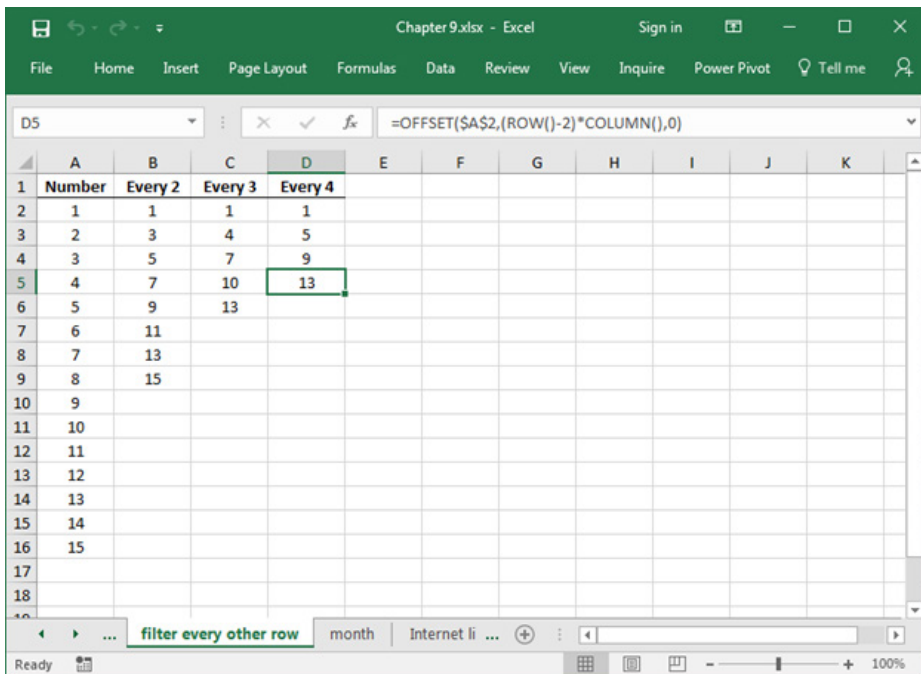 Chapter 9.xlsx - Excel Sign in
File Home Insert Page Layout Formulas Data Review View Inquire Power Pivot Tell me
D5 fx =OFFSET($A$2,(ROW()-2)*COLUMN(),0)
A B C D E F G H I J K
1 Number Every 2 Every 3 Every 4
2 1 1 1 1
3 2 3 4 5
4 3 5 7 9
5 4 7 10 13
6 5 9 13
7 6 11
8 7 13
9 8 15
10 9
11 10
12 11
13 12
14 13
15 14
16 15
17
18
... filter every other row month Internet li ...
Ready 100%